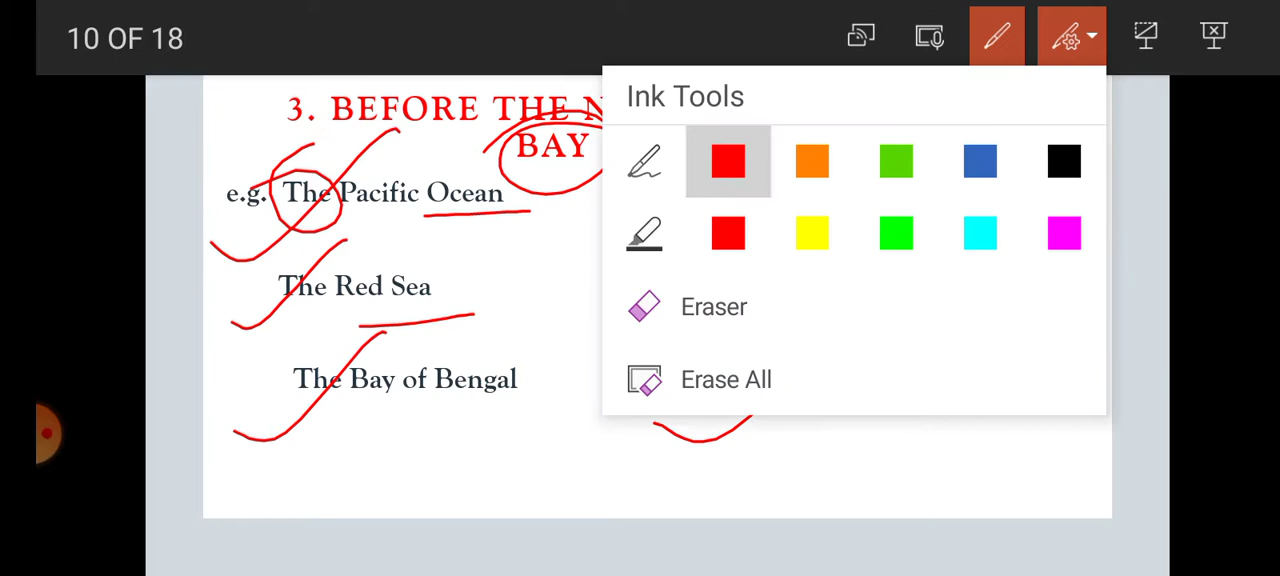 10 OF 18
Ink Tools
3. BEFORE THE
BAY
e.g. The Pacific Ocean
The Red Sea
The Bay of Bengal
Eraser
Erase All